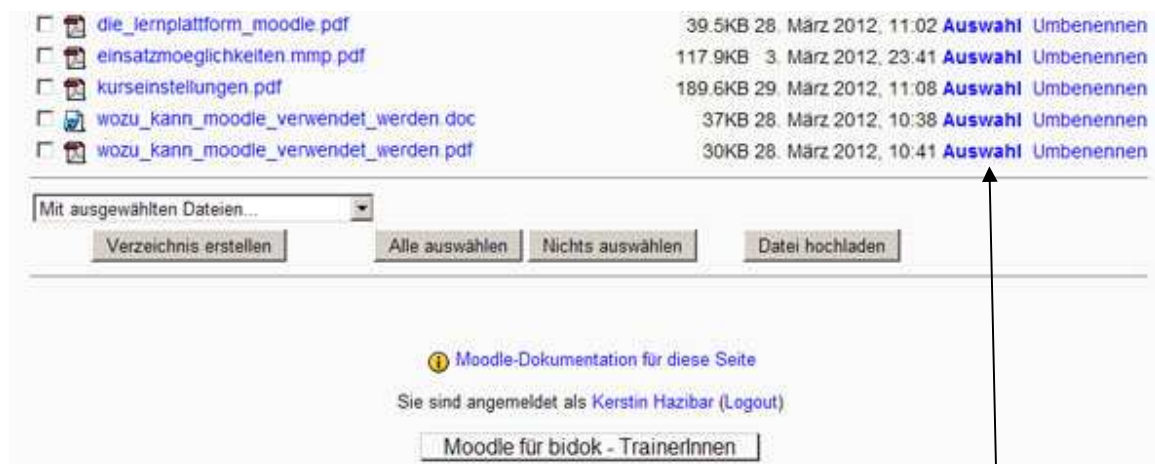 die_lernplattform_moodle.pdf 39.5KB 28. März 2012, 11:02 Auswahl Umbenennen
einsatzmoeglichkeiten.mmp.pdf 117.9KB 3. März 2012, 23:41 Auswahl Umbenennen
kurseinstellungen.pdf 189.6KB 29. März 2012, 11:08 Auswahl Umbenennen
wozu_kann_moodle_verwendet_werden.doc 37KB 28. März 2012, 10:38 Auswahl Umbenennen
wozu_kann_moodle_verwendet_werden.pdf 30KB 28. März 2012, 10:41 Auswahl Umbenennen
Mit ausgewählten Dateien...
Verzeichnis erstellen Alle auswählen Nichts auswählen Datei hochladen
Moodle-Dokumentation für diese Seite
Sie sind angemeldet als Kerstin Hazibar (Logout)
Moodle für bidok - TrainerInnen